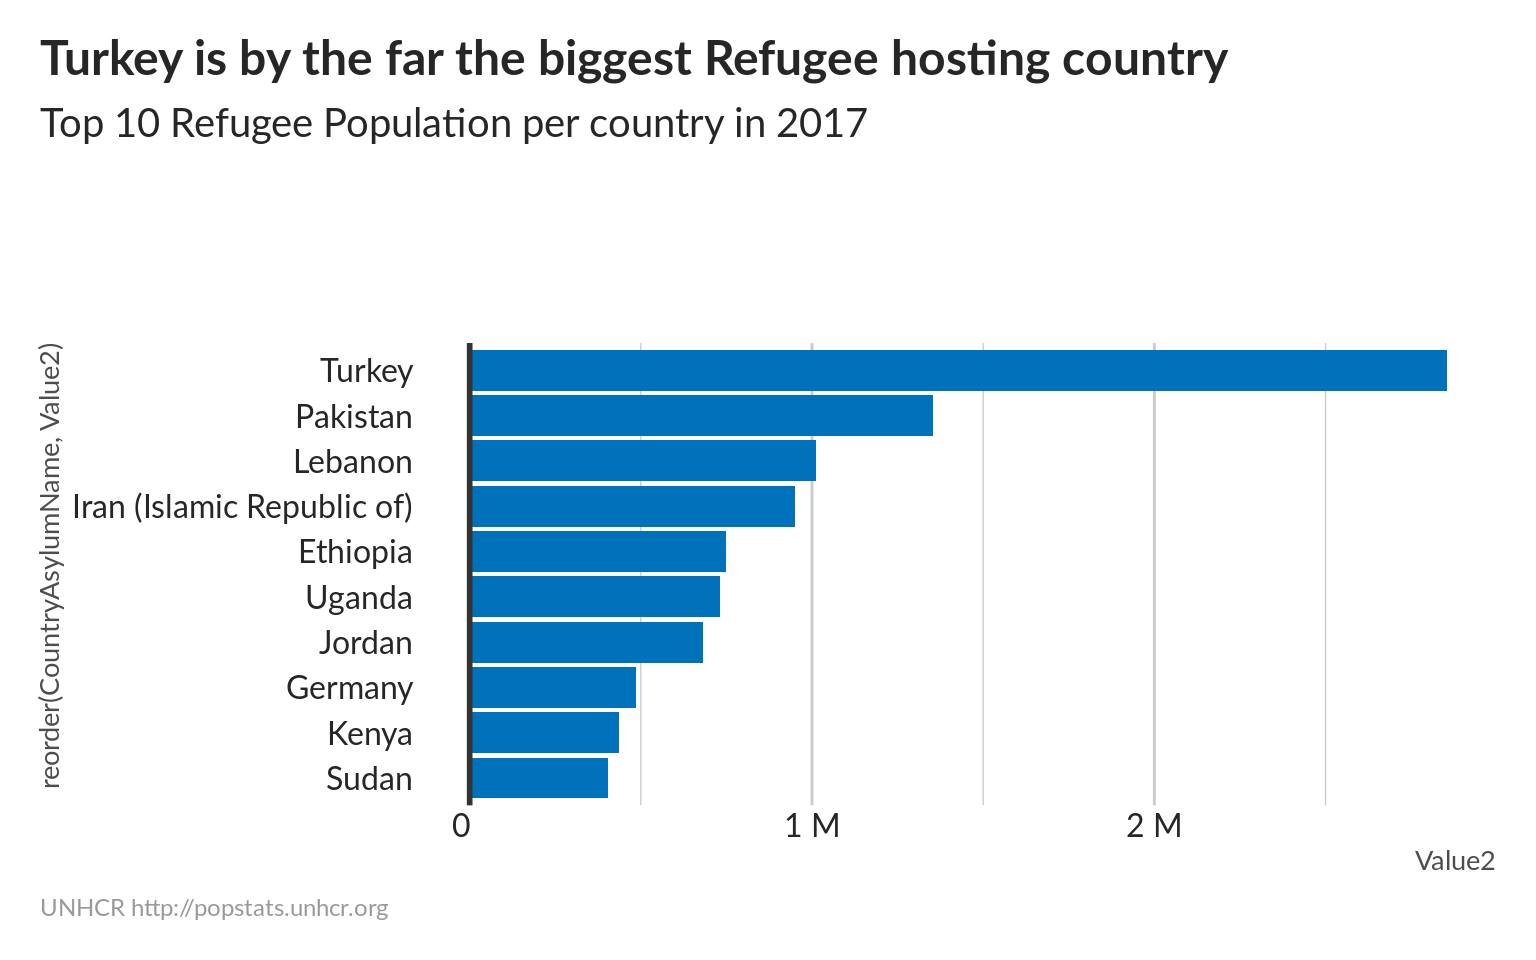 Turkey is by the far the biggest Refugee hosting country
Top 10 Refugee Population per country in 2017
reorder(CountryAsylumName, Value2)
Turkey
Pakistan
Lebanon
Iran (Islamic Republic of)
Ethiopia
Uganda
Jordan
Germany
Kenya
Sudan
0 1 M 2 M
Value2
UNHCR http://popstats.unhcr.org